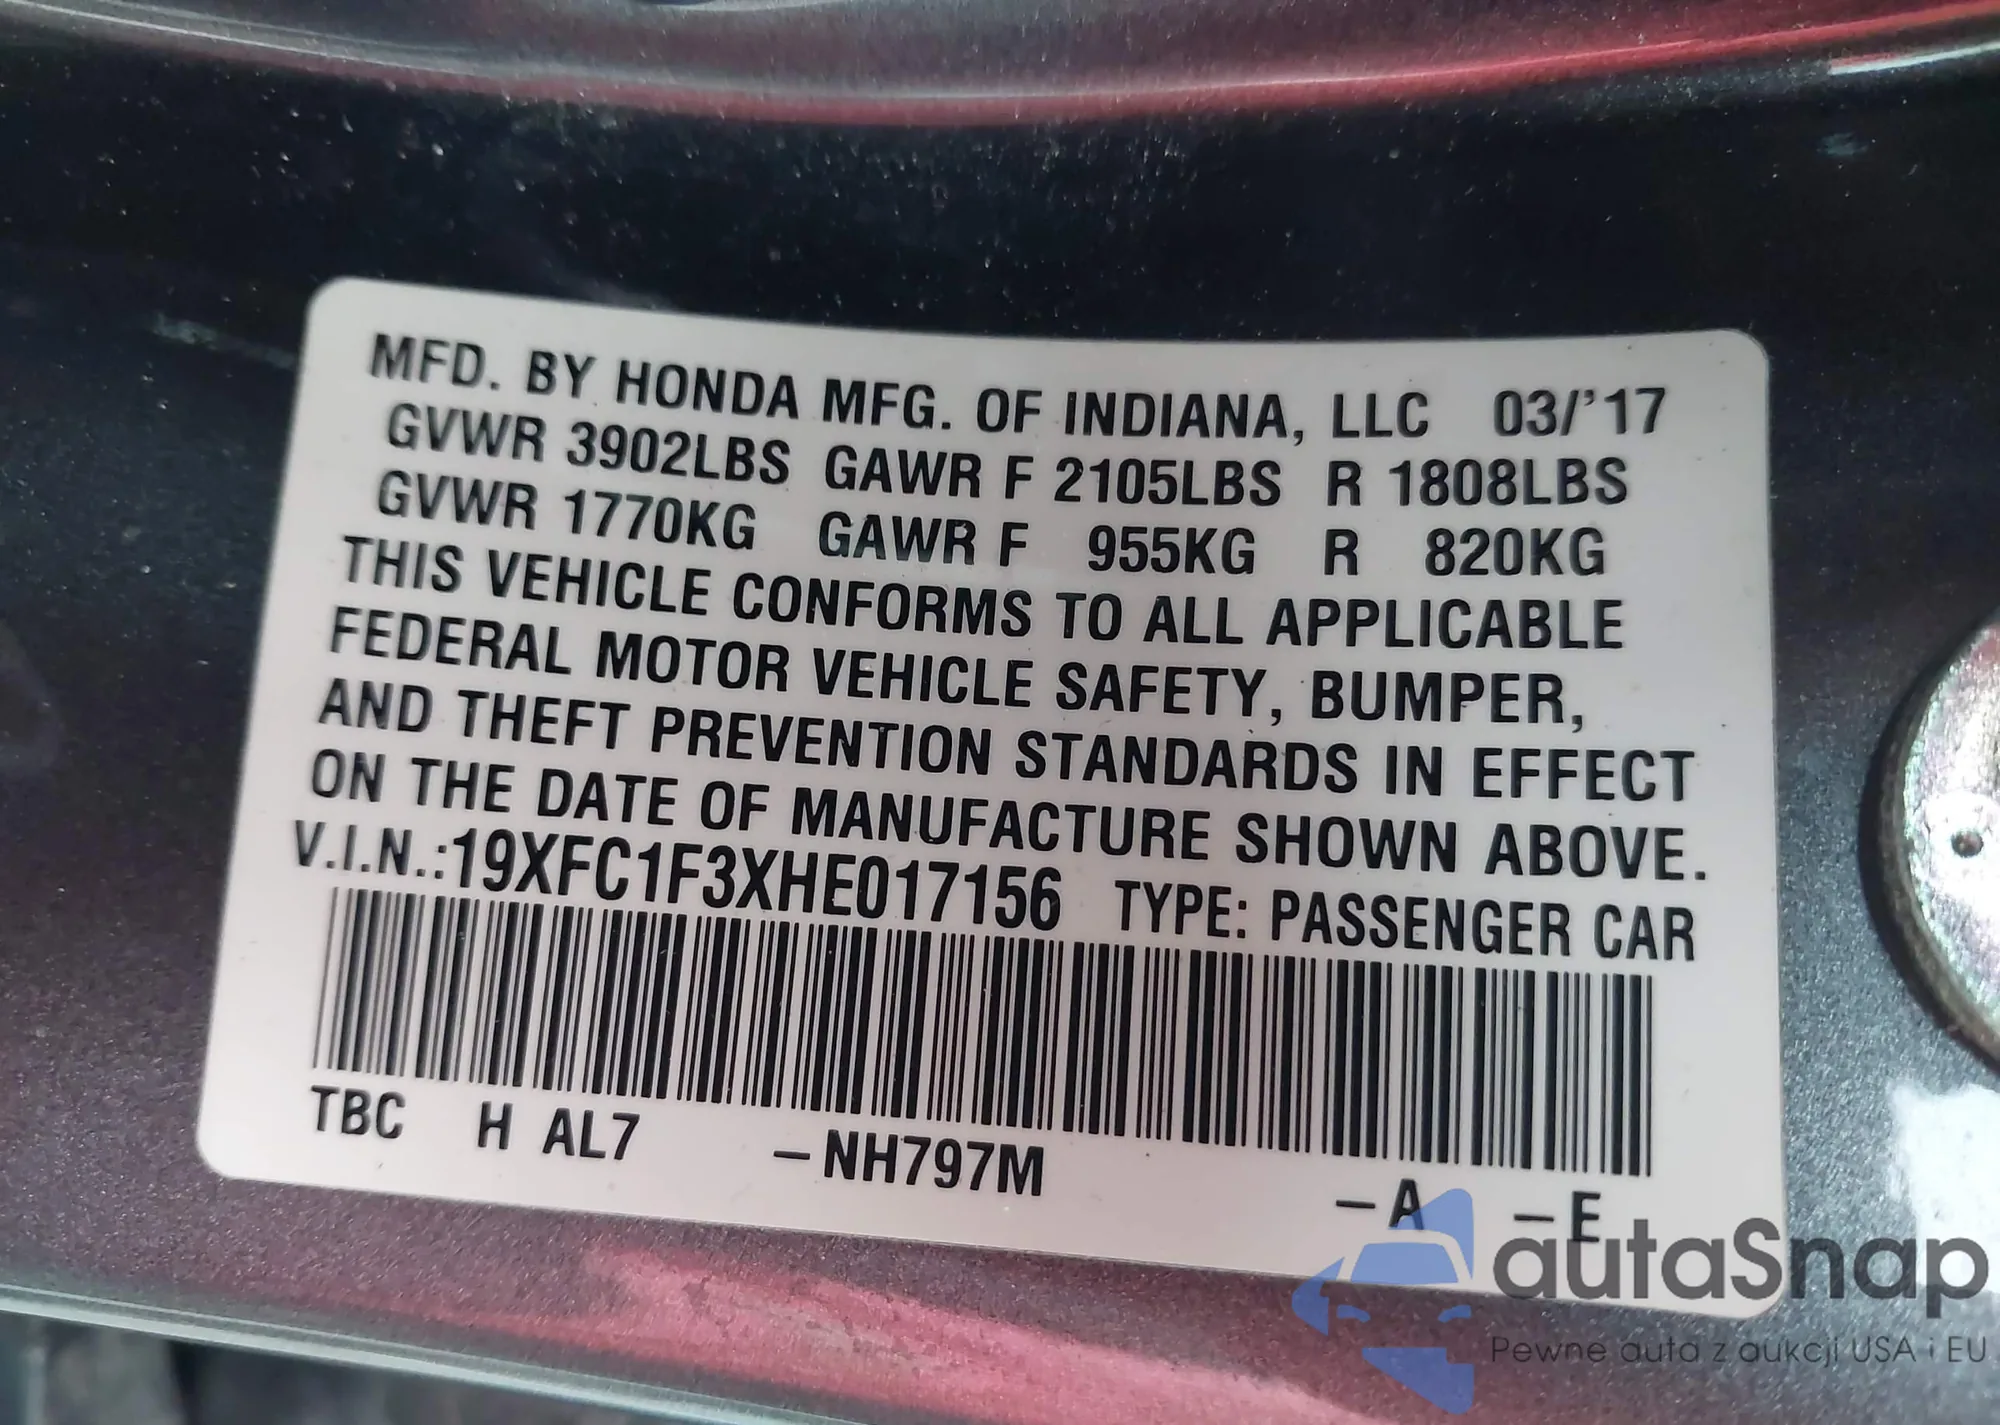 MFD. BY HONDA MFG. OF INDIANA, LLC 03/'17
GVWR 3902LBS GAWR F 2105LBS R 1808LBS
GVWR 1770KG GAWR F 955KG R 820KG
THIS VEHICLE CONFORMS TO ALL APPLICABLE
FEDERAL MOTOR VEHICLE SAFETY, BUMPER,
AND THEFT PREVENTION STANDARDS IN EFFECT
ON THE DATE OF MANUFACTURE SHOWN ABOVE.
V.I.N.:19XFC1F3XHE017156 TYPE: PASSENGER CAR
TBC H AL7 –NH797M –A –E
autaSnap
Pewne auta z aukcji USA i EU